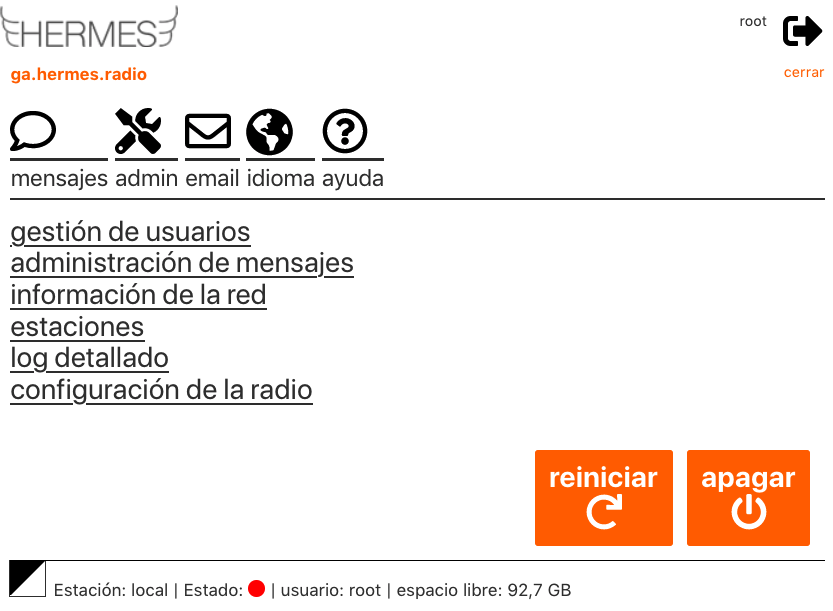 HERMES
root
ga.hermes.radio
cerrar
mensajes admin email idioma ayuda
gestión de usuarios
administración de mensajes
información de la red
estaciones
log detallado
configuración de la radio
reiniciar apagar
Estación: local | Estado: | usuario: root | espacio libre: 92,7 GB